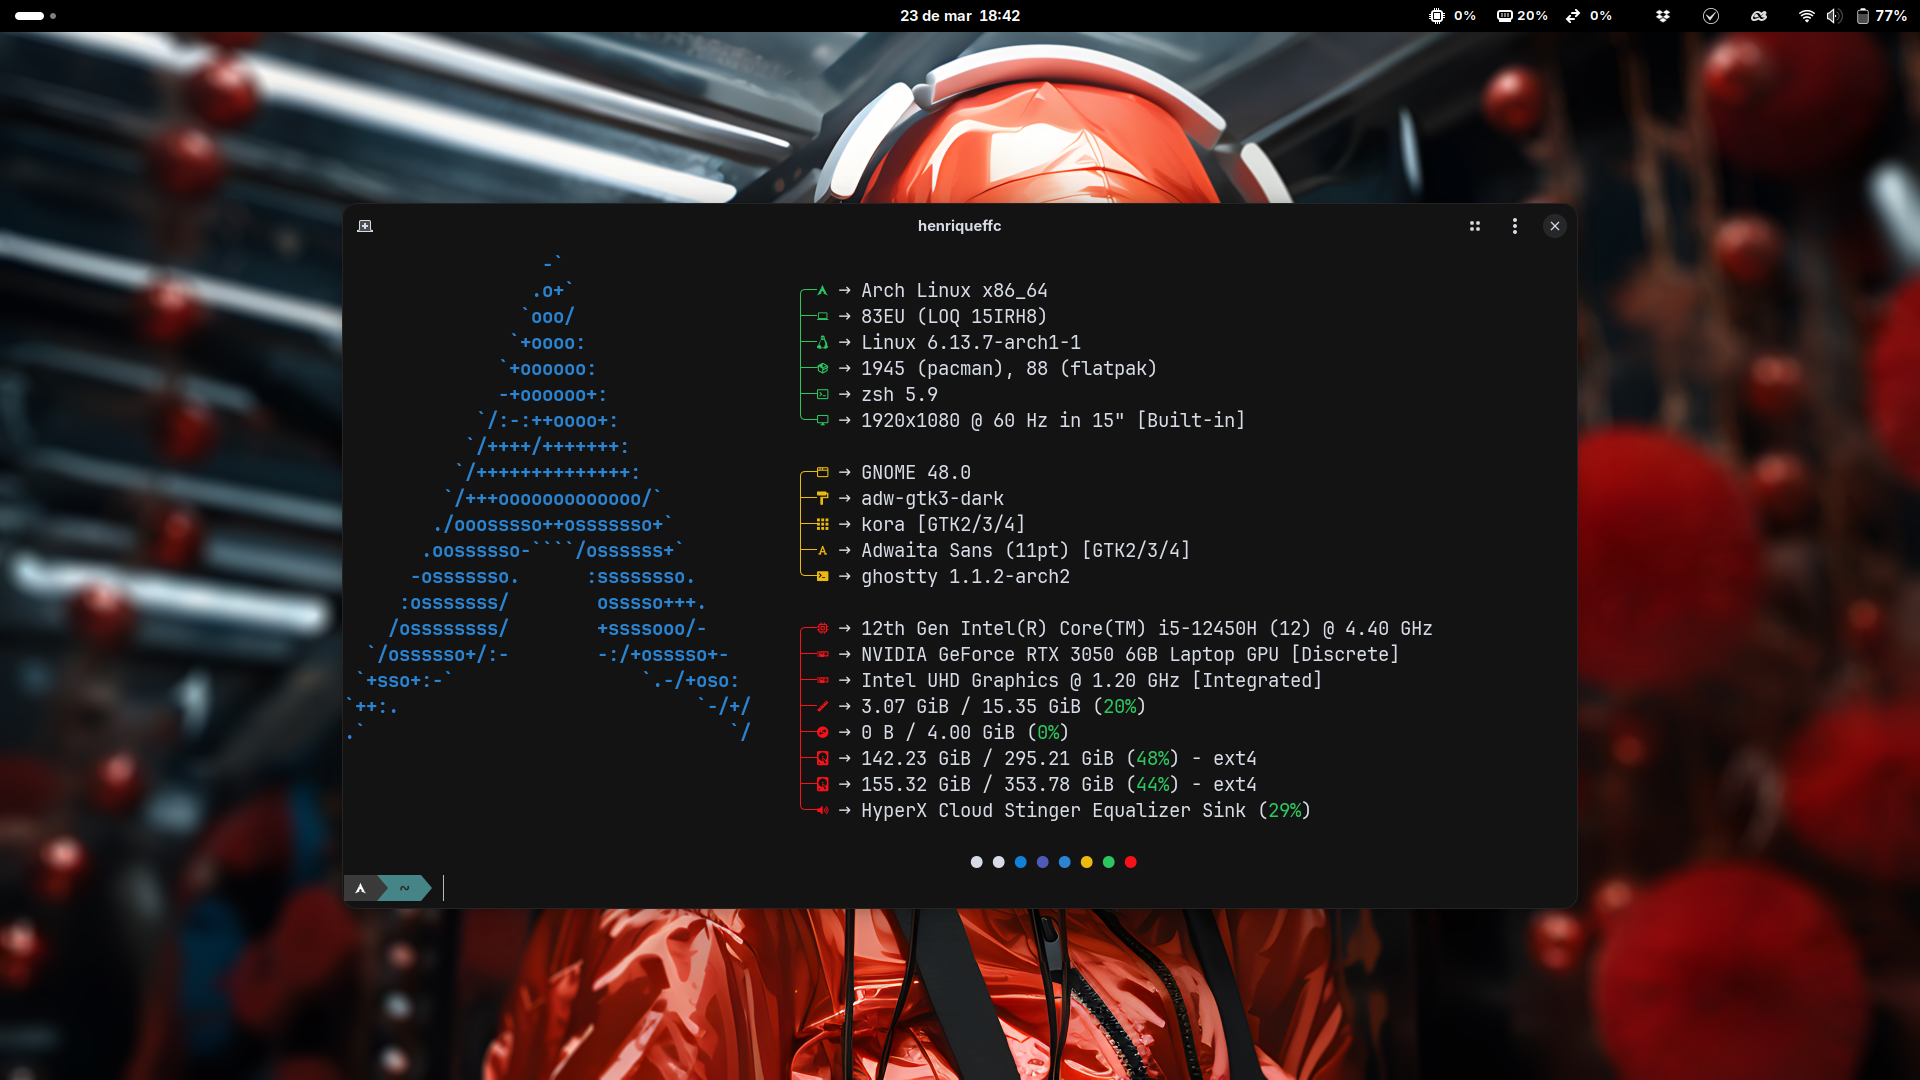 23 de mar 18:42
0% 20% 0% 77%
henriqueffc
-`
.o+`
`ooo/
`+oooo:
`+oooooo:
-+oooooo+:
`/:-:++oooo+:
`/++++/+++++++:
`/++++++++++++++:
`/+++ooooooooooooo/`
./ooosssso++osssssso+`
.oossssso-````/ossssss+`
-osssssso. :ssssssso.
:osssssss/ osssso+++.
/ossssssss/ +ssssooo/-
`/ossssso+/:- -:/+osssso+-
`+sso+:-` `.-/+oso:
`++:. `-/+/
.` `/
→ Arch Linux x86_64
→ 83EU (LOQ 15IRH8)
→ Linux 6.13.7-arch1-1
→ 1945 (pacman), 88 (flatpak)
→ zsh 5.9
→ 1920x1080 @ 60 Hz in 15" [Built-in]
→ GNOME 48.0
→ adw-gtk3-dark
→ kora [GTK2/3/4]
→ Adwaita Sans (11pt) [GTK2/3/4]
→ ghostty 1.1.2-arch2
→ 12th Gen Intel(R) Core(TM) i5-12450H (12) @ 4.40 GHz
→ NVIDIA GeForce RTX 3050 6GB Laptop GPU [Discrete]
→ Intel UHD Graphics @ 1.20 GHz [Integrated]
→ 3.07 GiB / 15.35 GiB (20%)
→ 0 B / 4.00 GiB (0%)
→ 142.23 GiB / 295.21 GiB (48%) - ext4
→ 155.32 GiB / 353.78 GiB (44%) - ext4
→ HyperX Cloud Stinger Equalizer Sink (29%)
~